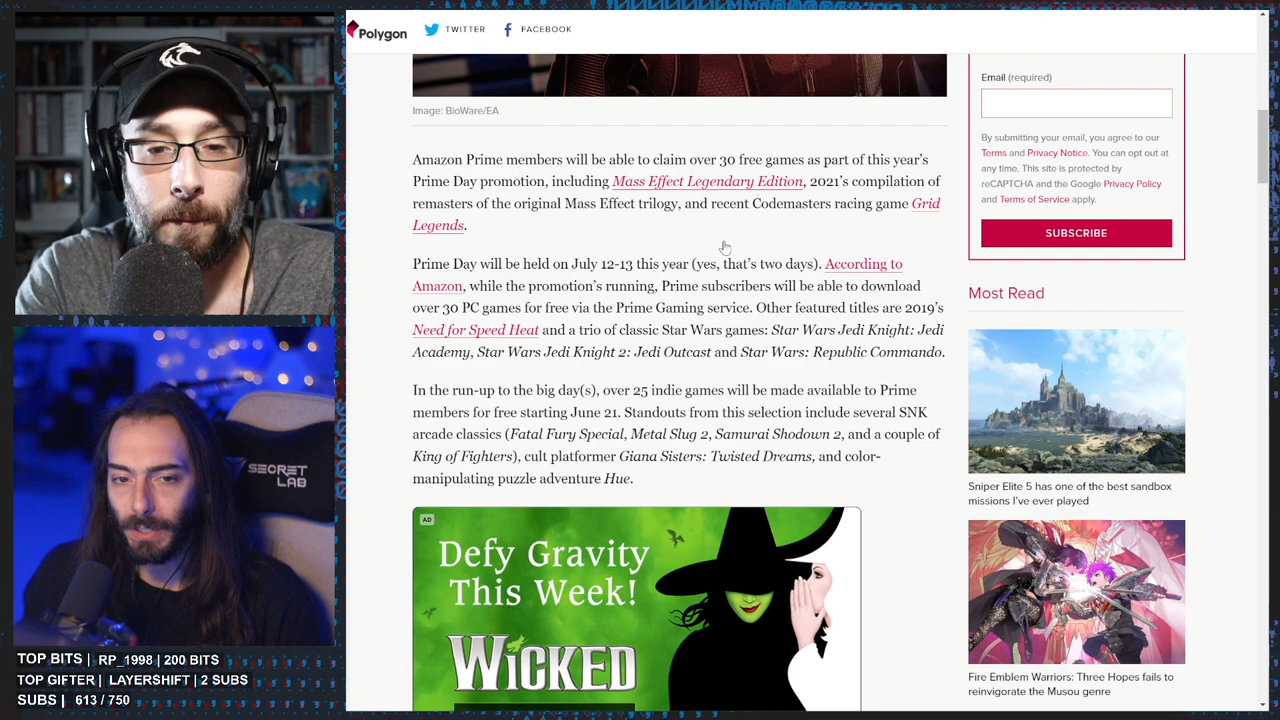 Polygon
TWITTER
FACEBOOK
Image: BioWare/EA
Amazon Prime members will be able to claim over 30 free games as part of this year's
Prime Day promotion, including Mass Effect Legendary Edition, 2021's compilation of
remasters of the original Mass Effect trilogy, and recent Codemasters racing game Grid
Legends.
Prime Day will be held on July 12-13 this year (yes, that's two days). According to
Amazon, while the promotion's running, Prime subscribers will be able to download
over 30 PC games for free via the Prime Gaming service. Other featured titles are 2019's
Need for Speed Heat and a trio of classic Star Wars games: Star Wars Jedi Knight: Jedi
Academy, Star Wars Jedi Knight 2: Jedi Outcast and Star Wars: Republic Commando.
In the run-up to the big day(s), over 25 indie games will be made available to Prime
members for free starting June 21. Standouts from this selection include several SNK
arcade classics (Fatal Fury Special, Metal Slug 2, Samurai Shodown 2, and a couple of
King of Fighters), cult platformer Giana Sisters: Twisted Dreams, and color-
manipulating puzzle adventure Hue.
AD
Defy Gravity
This Week!
WICKED
Email (required)
By submitting your email, you agree to our
Terms and Privacy Notice. You can opt out at
any time. This site is protected by
reCAPTCHA and the Google Privacy Policy
and Terms of Service apply.
SUBSCRIBE
Most Read
Sniper Elite 5 has one of the best sandbox
missions I've ever played
Fire Emblem Warriors: Three Hopes fails to
reinvigorate the Musou genre
SECRET
LAB
TOP BITS | RP_1998 | 200 BITS
TOP GIFTER | LAYERSHIFT | 2 SUBS
SUBS | 613 / 750